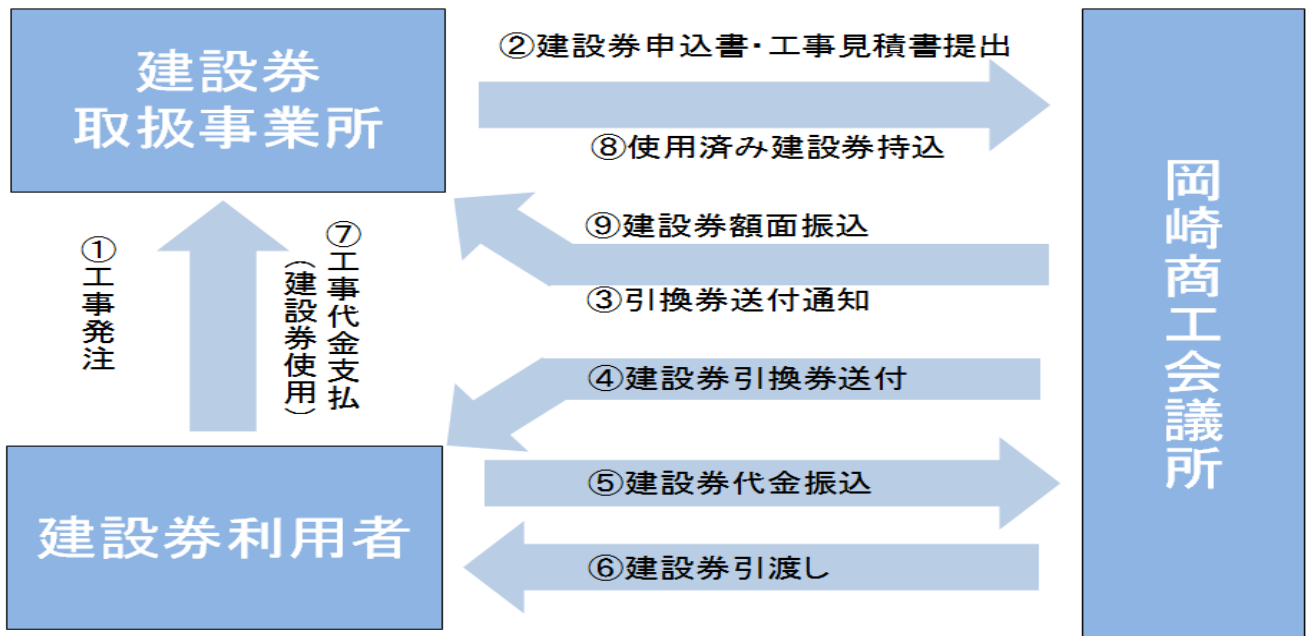 建設券
取扱事業所
②建設券申込書・工事見積書提出
⑧使用済み建設券持込
⑨建設券額面振込
③引換券送付通知
①工事発注
⑦工事代金支払
(建設券使用)
④建設券引換券送付
⑤建設券代金振込
⑥建設券引渡し
建設券利用者
岡崎商工会議所